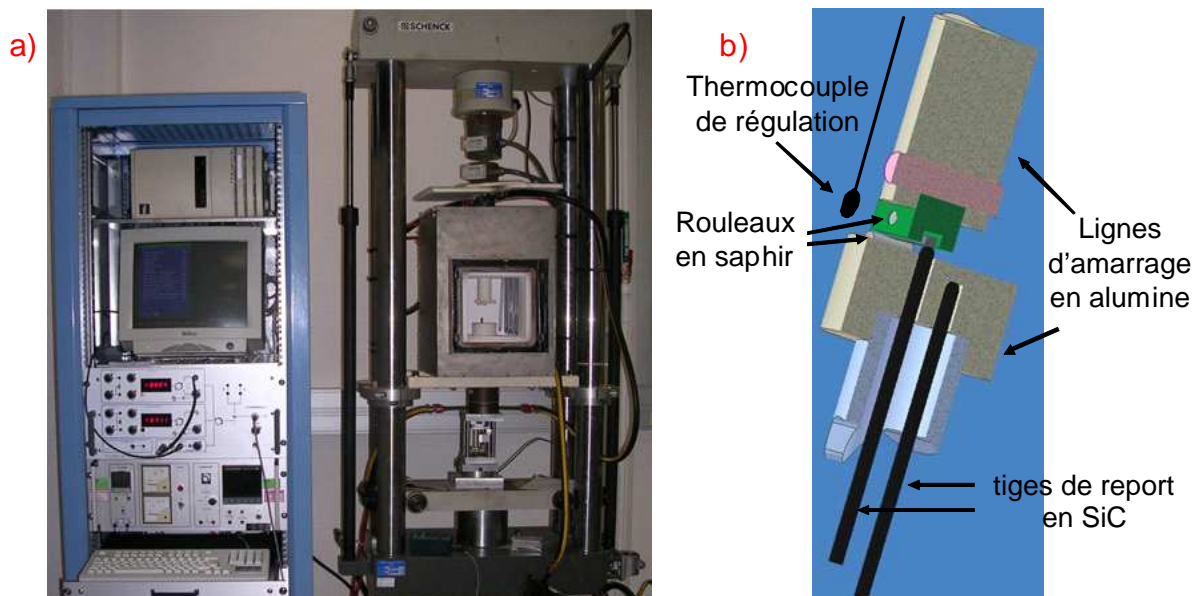 a)
SCHENCK
b)
Thermocouple
de régulation
Rouleaux
en saphir
Lignes
d'amarrage
en alumine
tiges de report
en SiC